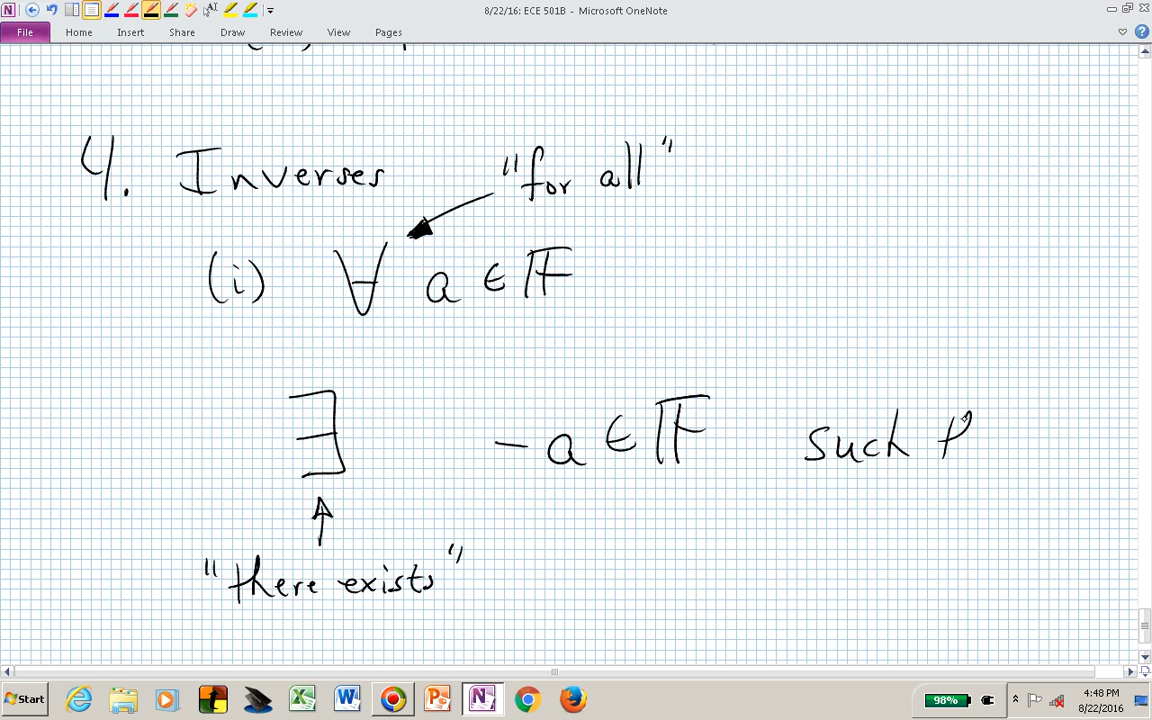 8/22/16: ECE 501B - Microsoft OneNote
File Home Insert Share Draw Review View Pages
4. Inverses "for all"
(i) ∀ a ∈ 𝔽
∃ -a ∈ 𝔽 such
"there exists"
Start 98% 4:48 PM
8/22/2016